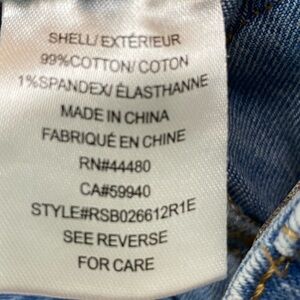 SHELL/ EXTÉRIEUR
99%COTTON/ COTON
1%SPANDEX/ ÉLASTHANNE
MADE IN CHINA
FABRIQUÉ EN CHINE
RN#44480
CA#59940
STYLE#RSB026612R1E
SEE REVERSE
FOR CARE